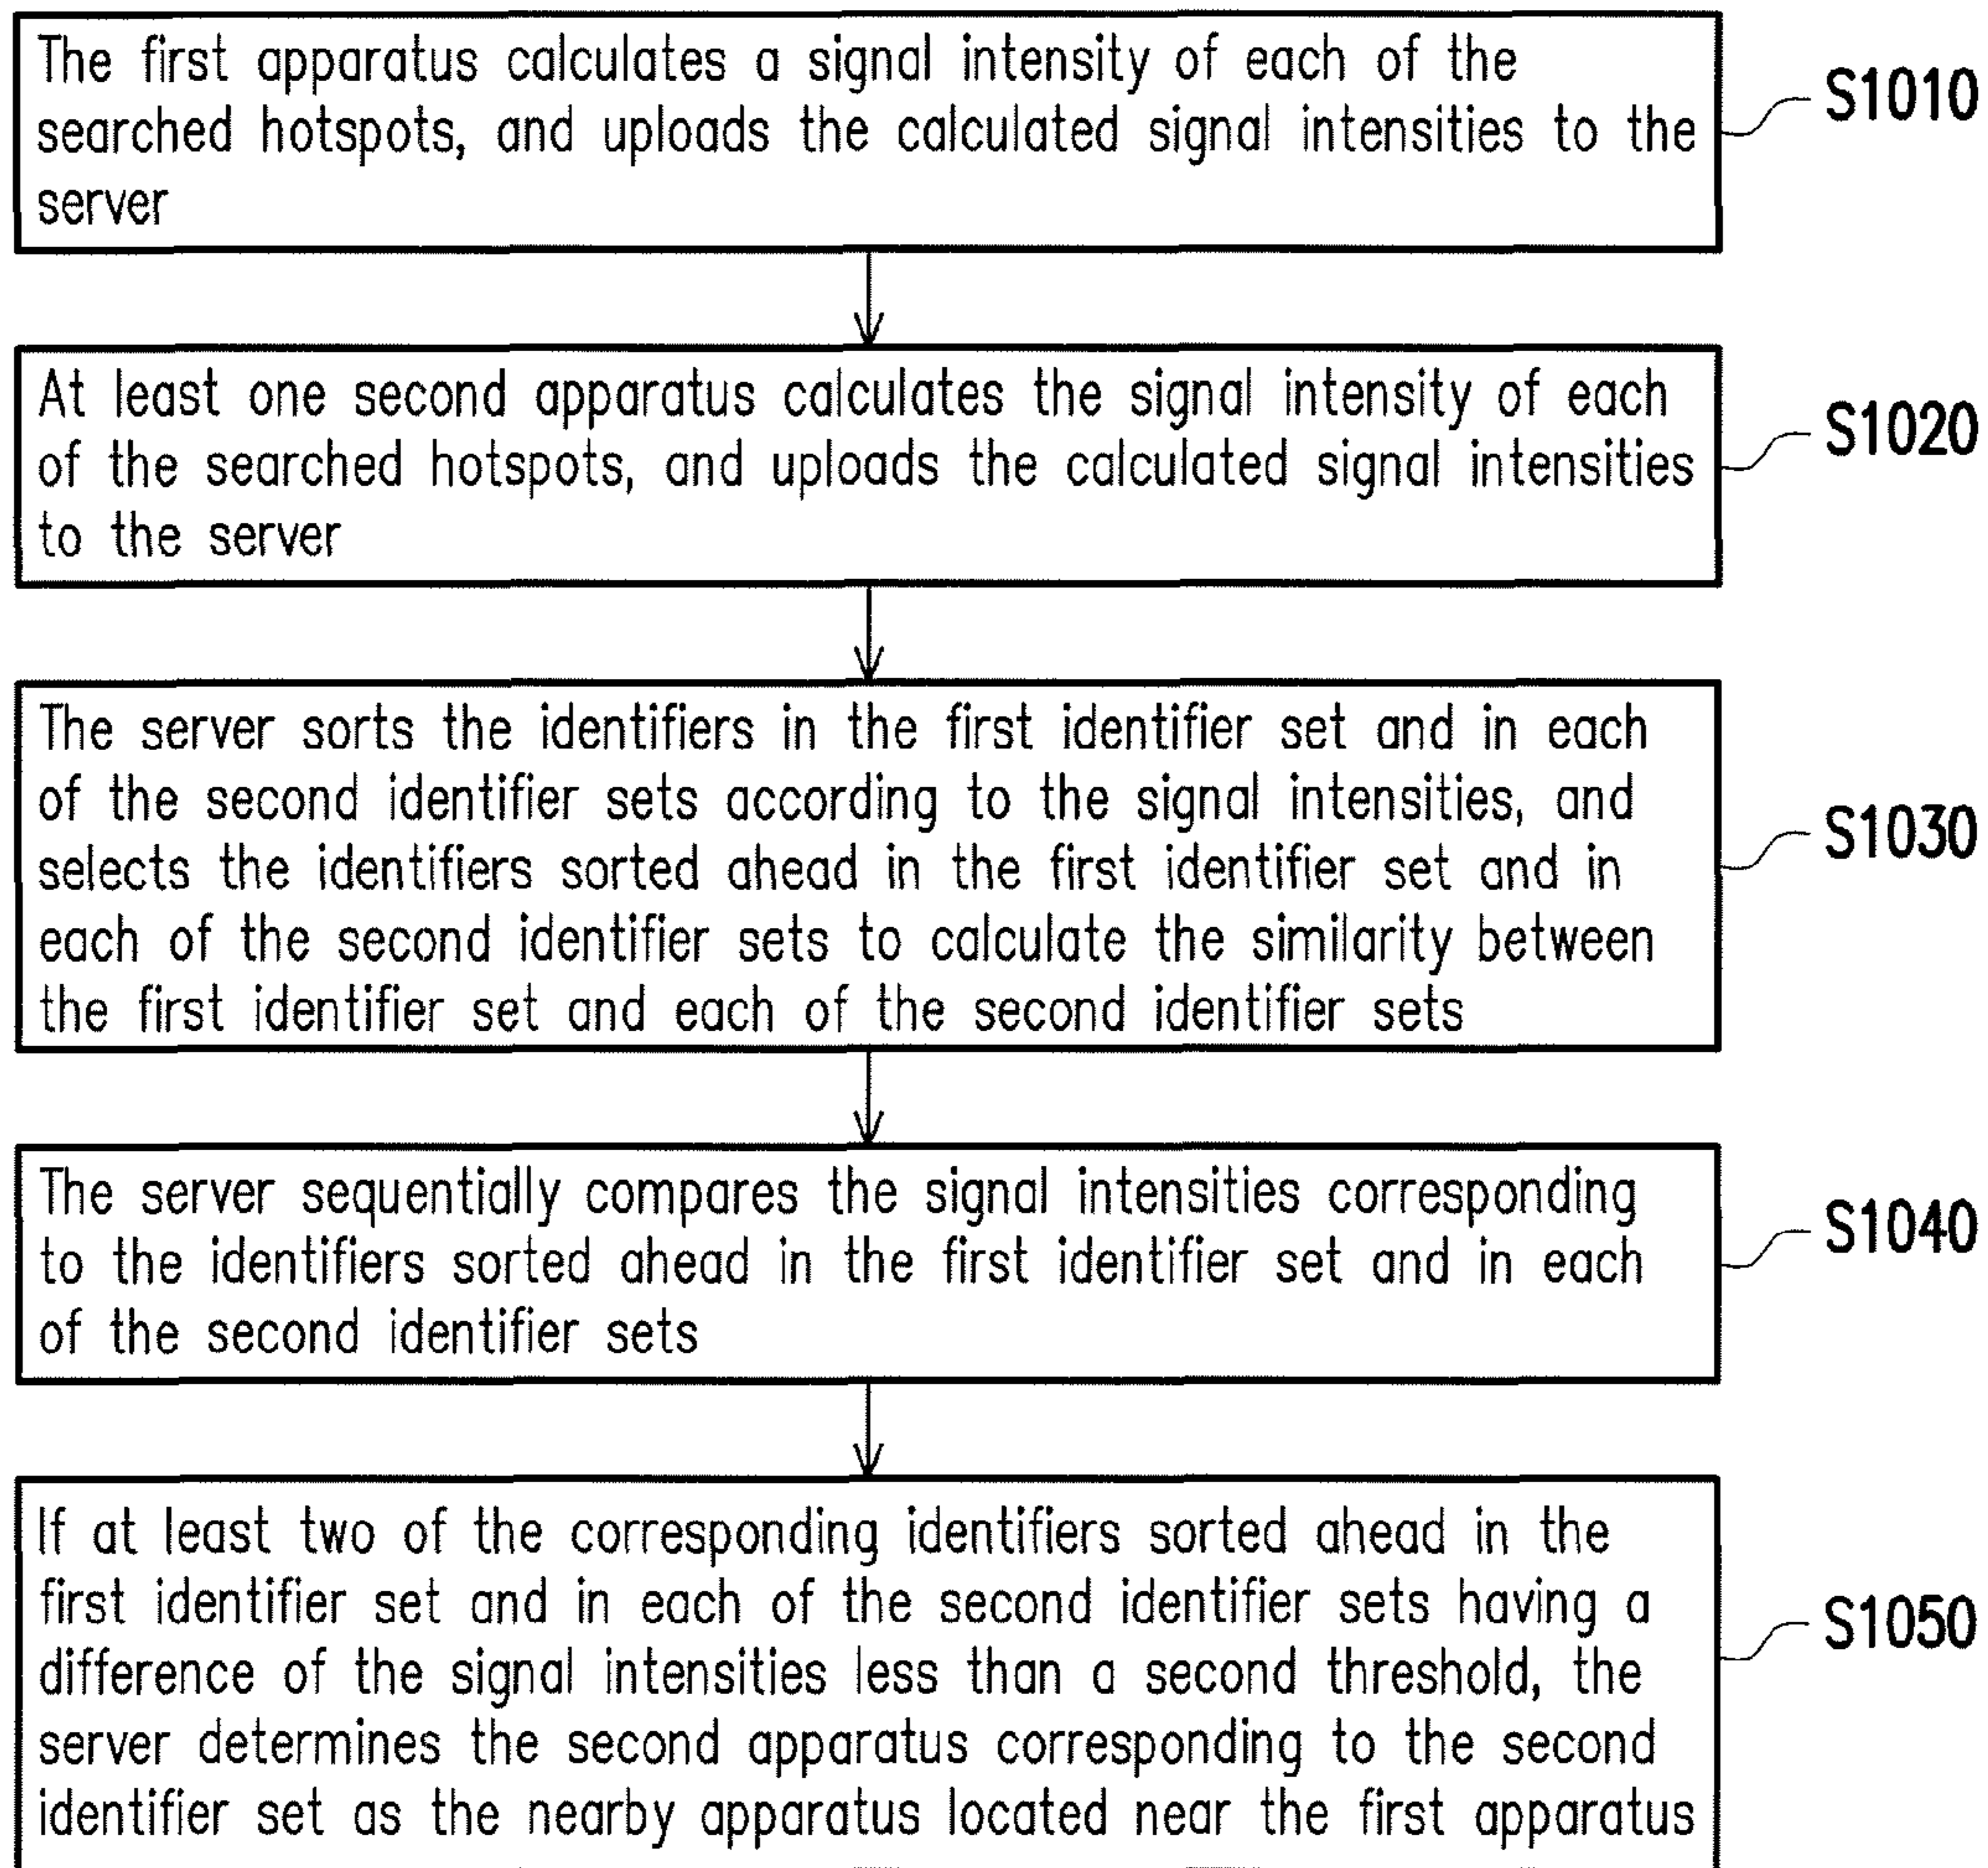 The first apparatus calculates a signal intensity of each of the
searched hotspots, and uploads the calculated signal intensities to the
server
S1010
At least one second apparatus calculates the signal intensity of each
of the searched hotspots, and uploads the calculated signal intensities
to the server
S1020
The server sorts the identifiers in the first identifier set and in each
of the second identifier sets according to the signal intensities, and
selects the identifiers sorted ahead in the first identifier set and in
each of the second identifier sets to calculate the similarity between
the first identifier set and each of the second identifier sets
S1030
The server sequentially compares the signal intensities corresponding
to the identifiers sorted ahead in the first identifier set and in each
of the second identifier sets
S1040
If at least two of the corresponding identifiers sorted ahead in the
first identifier set and in each of the second identifier sets having a
difference of the signal intensities less than a second threshold, the
server determines the second apparatus corresponding to the second
identifier set as the nearby apparatus located near the first apparatus
S1050